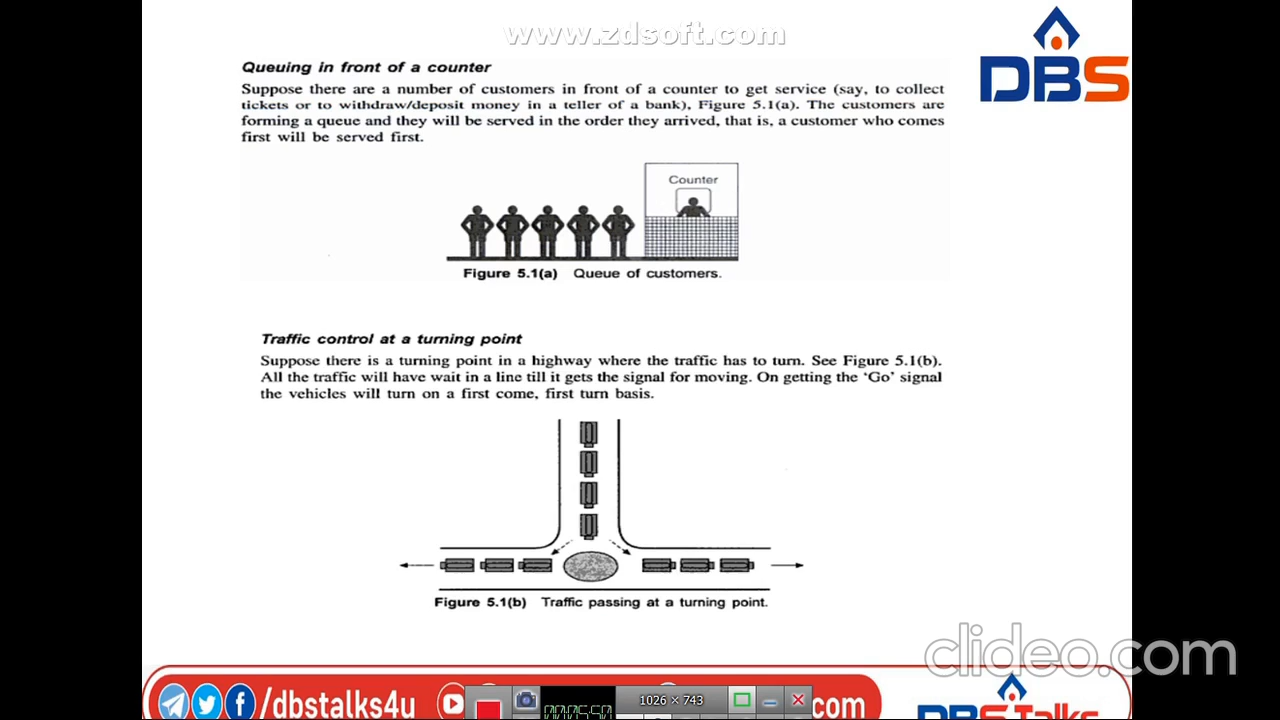 www.zdsoft.com
DBS
Queuing in front of a counter
Suppose there are a number of customers in front of a counter to get service (say, to collect
tickets or to withdraw/deposit money in a teller of a bank), Figure 5.1(a). The customers are
forming a queue and they will be served in the order they arrived, that is, a customer who comes
first will be served first.
Counter
Figure 5.1(a) Queue of customers.
Traffic control at a turning point
Suppose there is a turning point in a highway where the traffic has to turn. See Figure 5.1(b).
All the traffic will have wait in a line till it gets the signal for moving. On getting the ‘Go’ signal
the vehicles will turn on a first come, first turn basis.
Figure 5.1(b) Traffic passing at a turning point.
clideo.com
/dbstalks4u
1026 × 743
com
DBS Talks